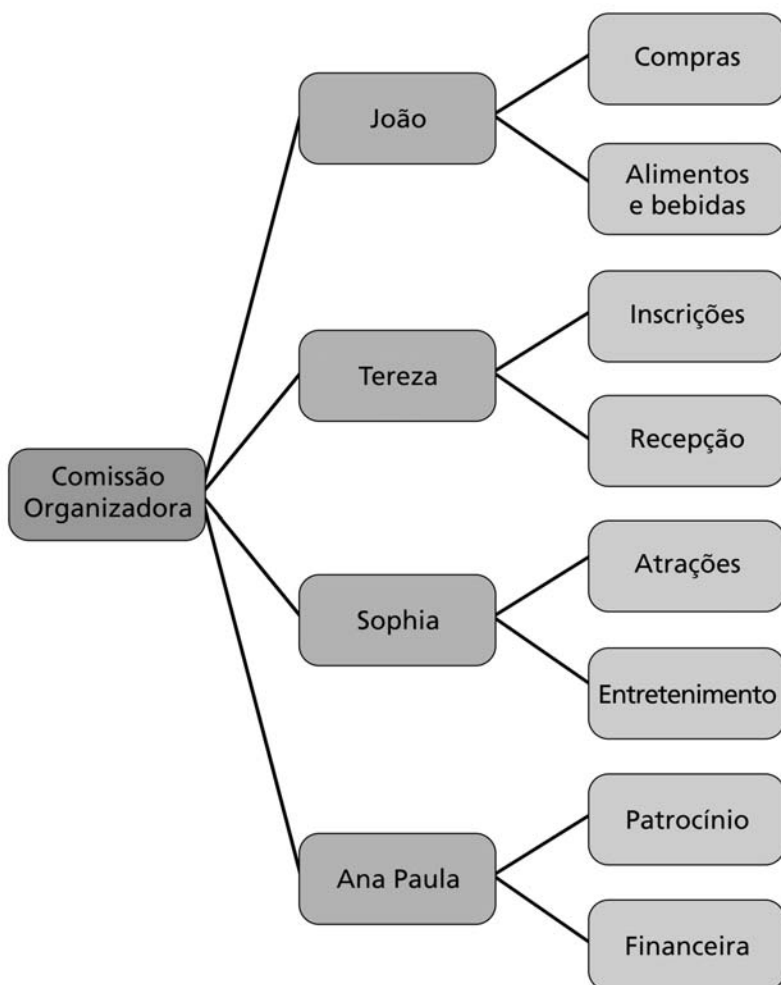 Comissão
Organizadora
João
Compras
Alimentos
e bebidas
Tereza
Inscrições
Recepção
Sophia
Atrações
Entretenimento
Ana Paula
Patrocínio
Financeira